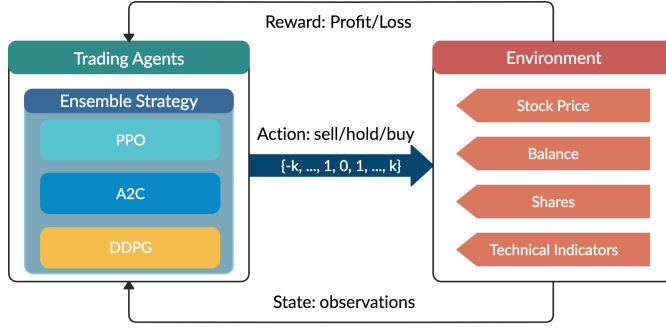 Reward: Profit/Loss
Trading Agents
Environment
Ensemble Strategy
PPO
A2C
DDPG
Action: sell/hold/buy
{-k, ..., 1, 0, 1, ..., k}
Stock Price
Balance
Shares
Technical Indicators
State: observations